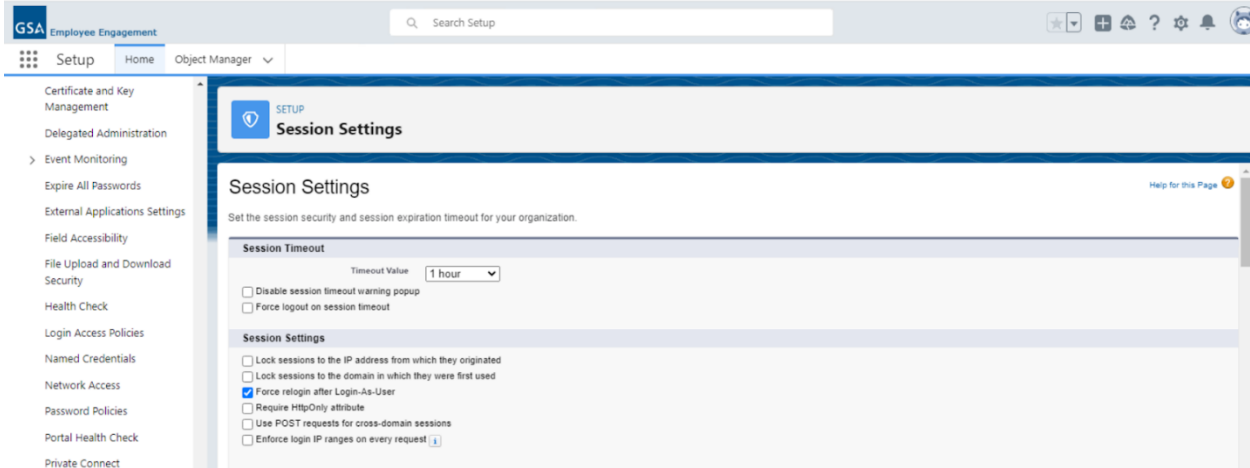 GSA Employee Engagement
Search Setup
Setup Home Object Manager
Certificate and Key
Management
Delegated Administration
Event Monitoring
Expire All Passwords
External Applications Settings
Field Accessibility
File Upload and Download
Security
Health Check
Login Access Policies
Named Credentials
Network Access
Password Policies
Portal Health Check
Private Connect
SETUP
Session Settings
Session Settings
Help for this Page ?
Set the session security and session expiration timeout for your organization.
Session Timeout
Timeout Value 1 hour
Disable session timeout warning popup
Force logout on session timeout
Session Settings
Lock sessions to the IP address from which they originated
Lock sessions to the domain in which they were first used
Force relogin after Login-As-User
Require HttpOnly attribute
Use POST requests for cross-domain sessions
Enforce login IP ranges on every request i